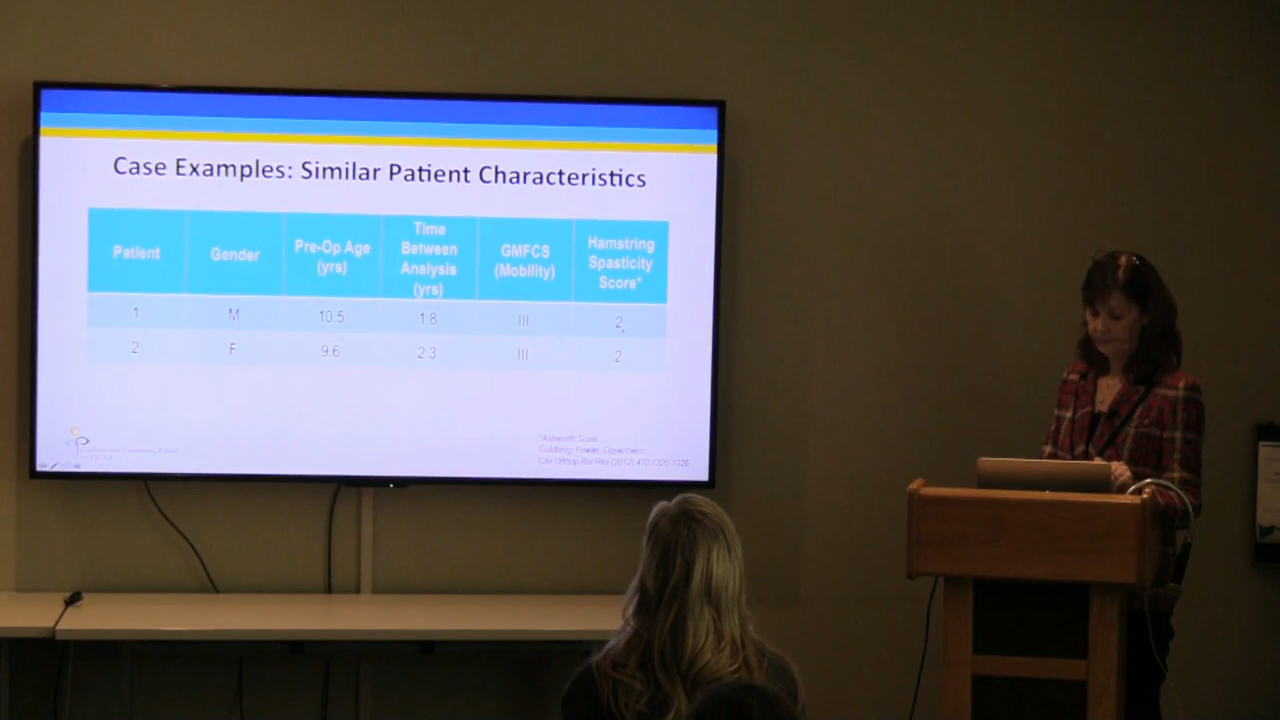 Case Examples: Similar Patient Characteristics
Patient
Gender
Pre-Op Age
(yrs)
Time
Between
Analysis
(yrs)
GMFCS
(Mobility)
Hamstring
Spasticity
Score*
1 M 10.5 1.8 III 2
2 F 9.6 2.3 III 2
*Ashworth Scale
Goldberg, Fowler, Oppenheim
Clin Orthop Rel Res (2012) 470:1320-1326